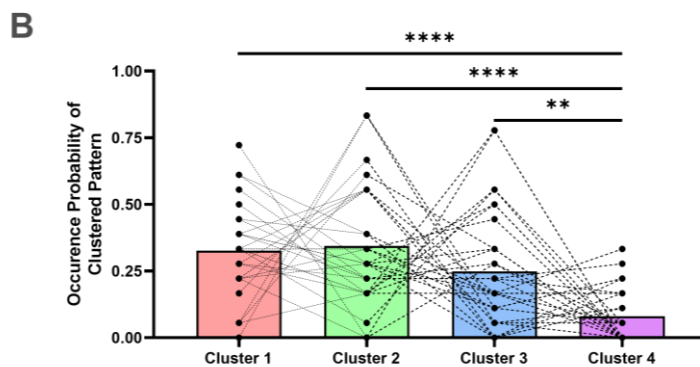 B
****
****
**
Occurence Probability of
Clustered Pattern
1.00
0.75
0.50
0.25
0.00
Cluster 1
Cluster 2
Cluster 3
Cluster 4